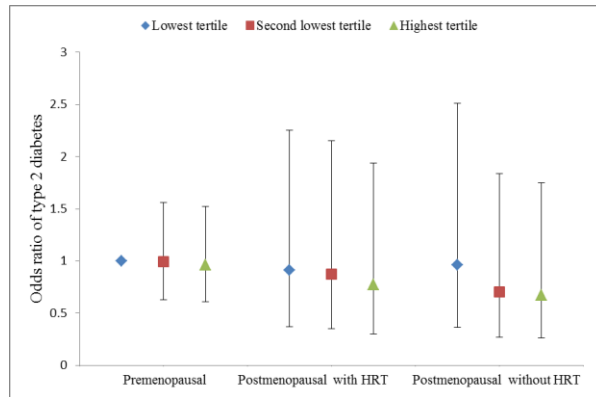 Lowest tertile Second lowest tertile Highest tertile
Odds ratio of type 2 diabetes
3
2.5
2
1.5
1
0.5
0
Premenopausal Postmenopausal with HRT Postmenopausal without HRT